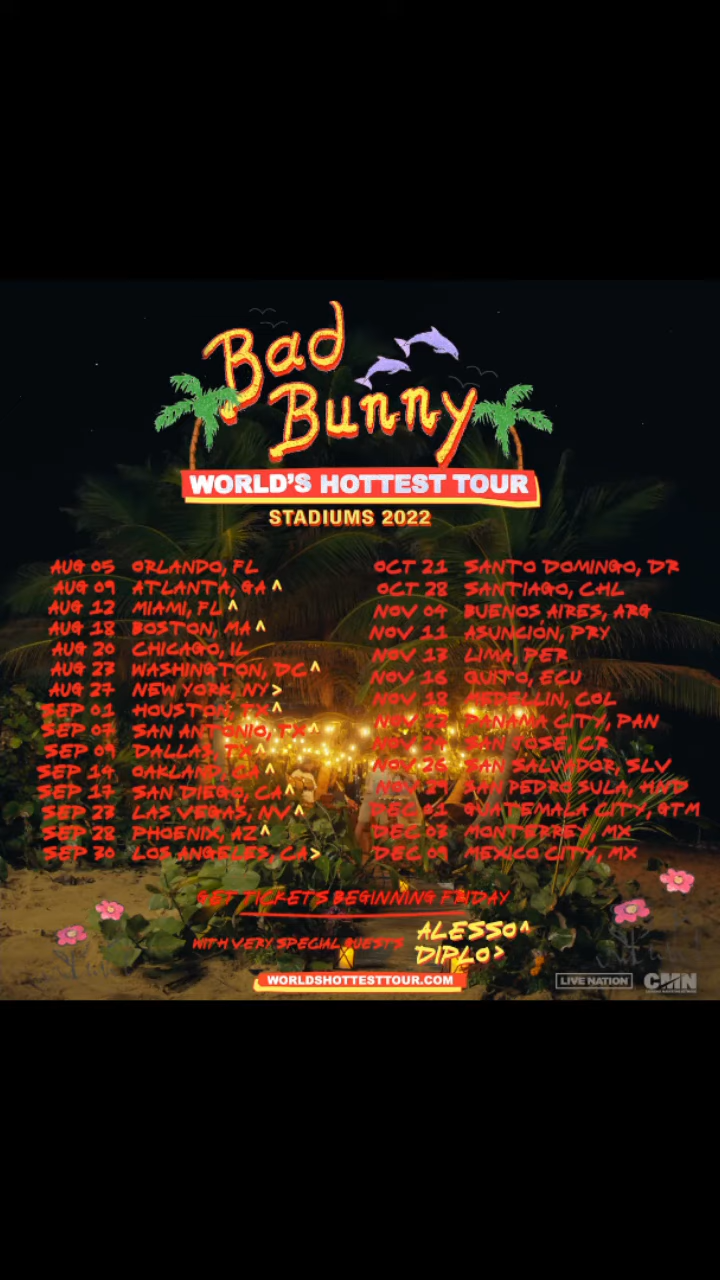 Bad
Bunny
WORLD'S HOTTEST TOUR
STADIUMS 2022
AUG 05 ORLANDO, FL
AUG 09 ATLANTA, GA ^
AUG 12 MIAMI, FL ^
AUG 18 BOSTON, MA ^
AUG 20 CHICAGO, IL
AUG 23 WASHINGTON, DC ^
AUG 27 NEW YORK, NY >
SEP 01 HOUSTON, TX ^
SEP 07 SAN ANTONIO, TX ^
SEP 09 DALLAS, TX ^
SEP 14 OAKLAND, CA ^
SEP 17 SAN DIEGO, CA ^
SEP 23 LAS VEGAS, NV ^
SEP 28 PHOENIX, AZ ^
SEP 30 LOS ANGELES, CA >
OCT 21 SANTO DOMINGO, DR
OCT 28 SANTIAGO, CHL
NOV 04 BUENOS AIRES, ARG
NOV 11 ASUNCIÓN, PRY
NOV 13 LIMA, PER
NOV 16 QUITO, ECU
NOV 18 MEDELLIN, COL
NOV 22 PANAMA CITY, PAN
NOV 24 SAN JOSÉ, CR
NOV 26 SAN SALVADOR, SLV
NOV 29 SAN PEDRO SULA, HND
DEC 01 GUATEMALA CITY, GTM
DEC 03 MONTERREY, MX
DEC 09 MEXICO CITY, MX
GET TICKETS BEGINNING FRIDAY
WITH VERY SPECIAL GUESTS
ALESSO ^
DIPLO >
WORLDSHOTTESTTOUR.COM
LIVE NATION
CMN